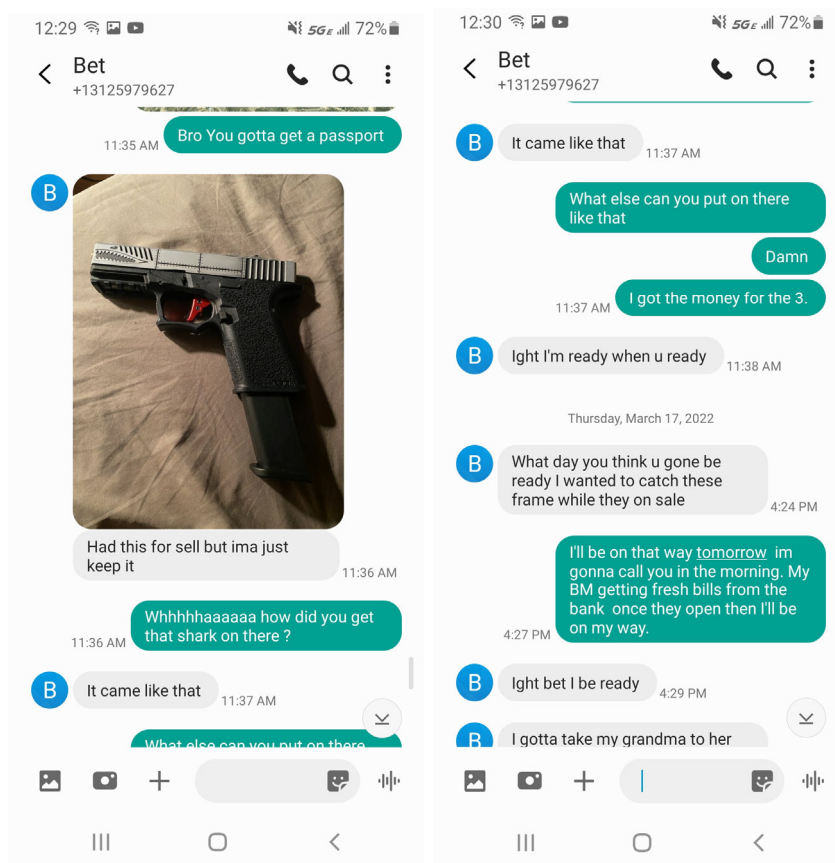 12:29
5GE
72%
Bet
+13125979627
Bro You gotta get a passport
11:35 AM
B
Had this for sell but ima just
keep it
11:36 AM
Whhhhhaaaaaa how did you get
that shark on there ?
11:36 AM
B
It came like that
11:37 AM
What else can you put on there
12:30
5GE
72%
Bet
+13125979627
B
It came like that
11:37 AM
What else can you put on there
like that
Damn
I got the money for the 3.
11:37 AM
B
Ight I'm ready when u ready
11:38 AM
Thursday, March 17, 2022
B
What day you think u gone be
ready I wanted to catch these
frame while they on sale
4:24 PM
I'll be on that way tomorrow im
gonna call you in the morning. My
BM getting fresh bills from the
bank once they open then I'll be
on my way.
4:27 PM
B
Ight bet I be ready
4:29 PM
B
I gotta take my grandma to her